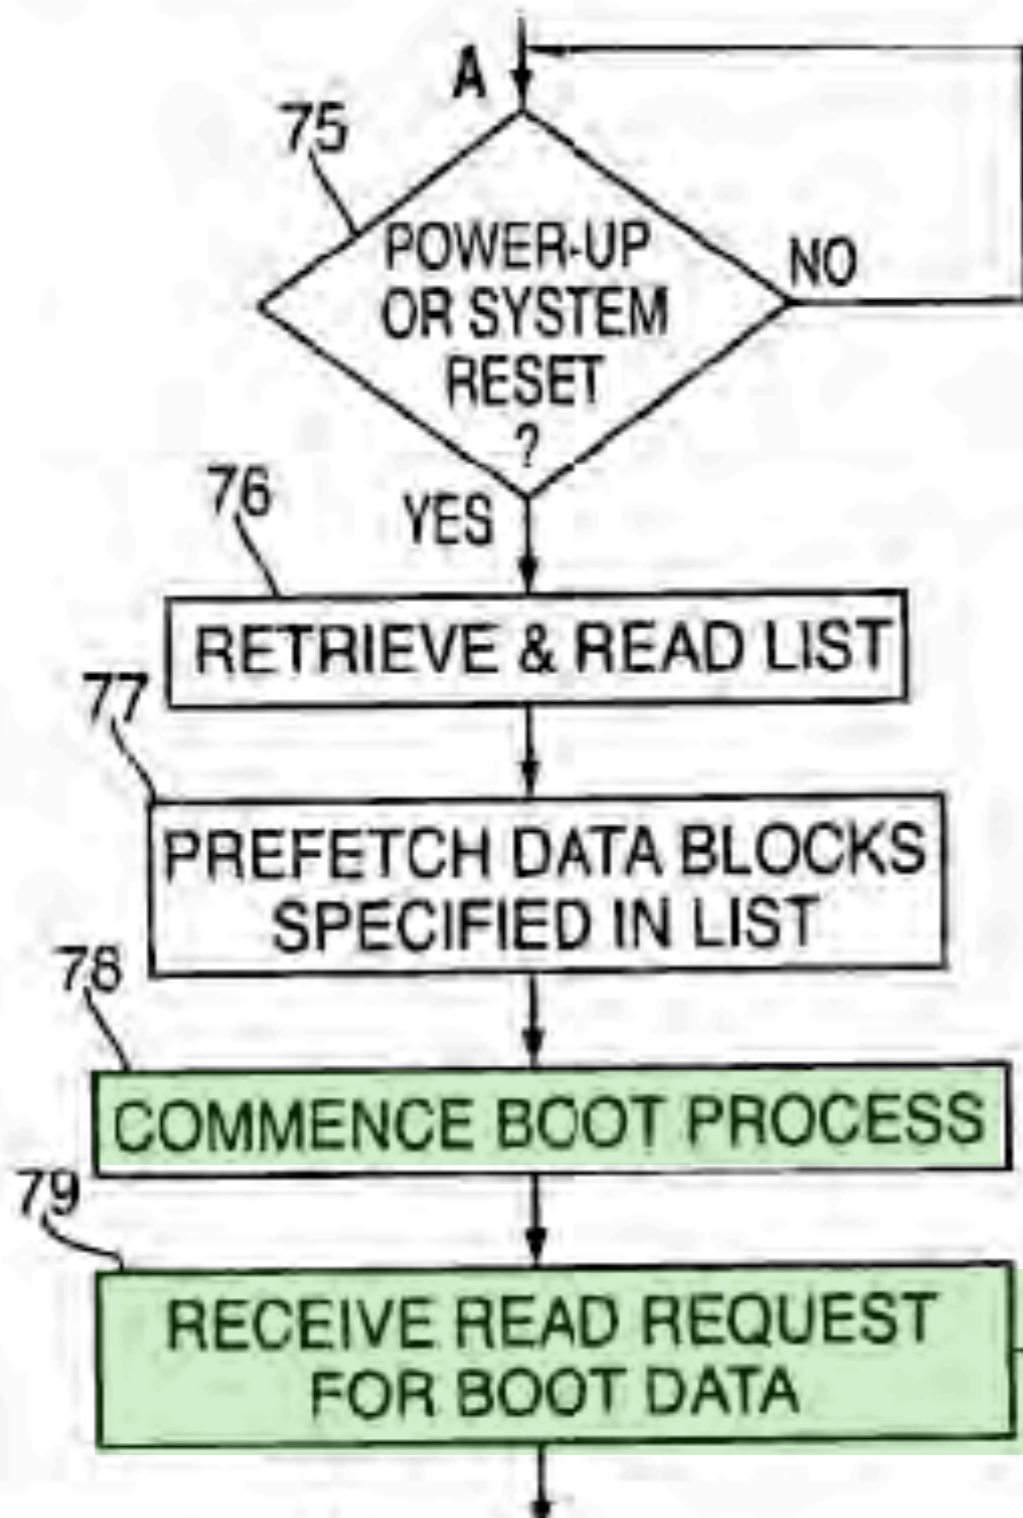 A
75
POWER-UP
OR SYSTEM
RESET
?
NO
YES
76
RETRIEVE & READ LIST
77
PREFETCH DATA BLOCKS
SPECIFIED IN LIST
78
COMMENCE BOOT PROCESS
79
RECEIVE READ REQUEST
FOR BOOT DATA